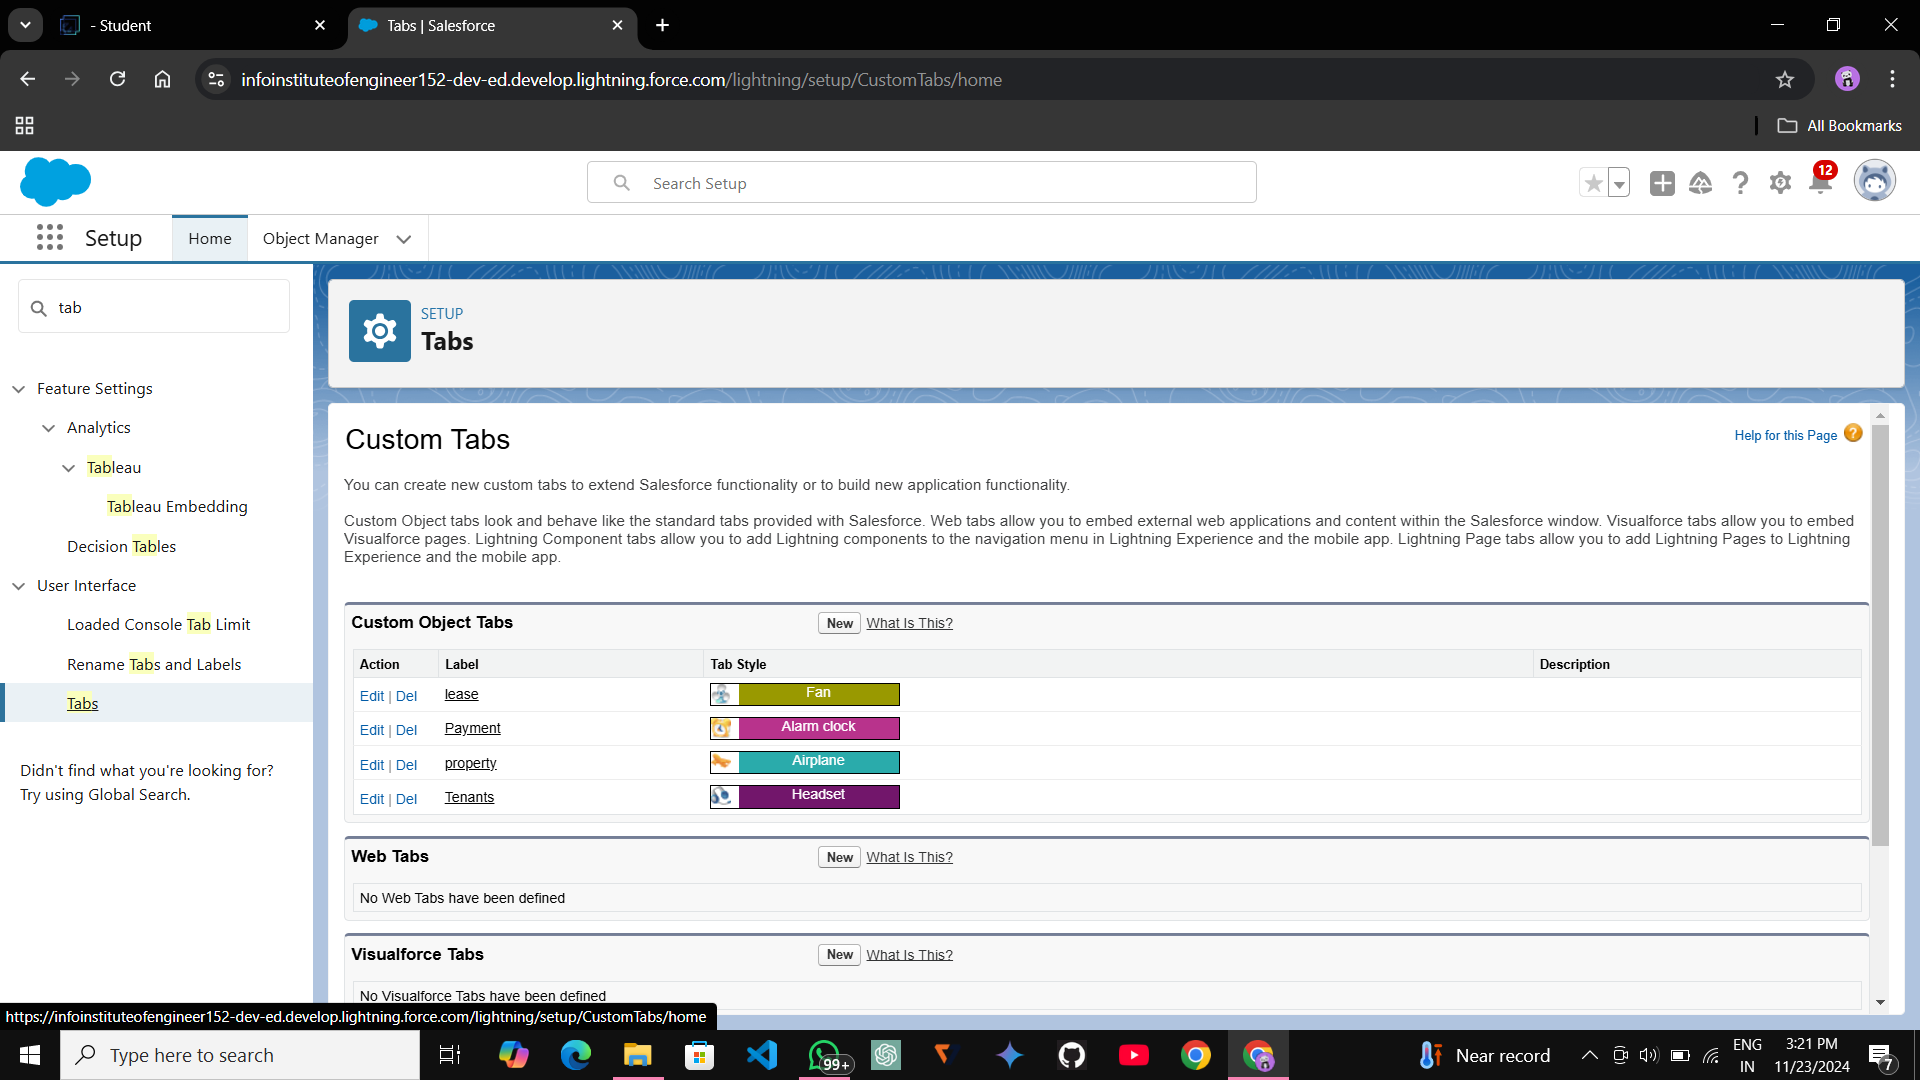 - Student
Tabs | Salesforce
infoinstituteofengineer152-dev-ed.develop.lightning.force.com/lightning/setup/CustomTabs/home
All Bookmarks
Search Setup
12
Setup
Home
Object Manager
tab
Feature Settings
Analytics
Tableau
Tableau Embedding
Decision Tables
User Interface
Loaded Console Tab Limit
Rename Tabs and Labels
Tabs
Didn't find what you're looking for?
Try using Global Search.
SETUP
Tabs
Custom Tabs
Help for this Page
You can create new custom tabs to extend Salesforce functionality or to build new application functionality.
Custom Object tabs look and behave like the standard tabs provided with Salesforce. Web tabs allow you to embed external web applications and content within the Salesforce window. Visualforce tabs allow you to embed
Visualforce pages. Lightning Component tabs allow you to add Lightning components to the navigation menu in Lightning Experience and the mobile app. Lightning Page tabs allow you to add Lightning Pages to Lightning
Experience and the mobile app.
Custom Object Tabs New What Is This?
Action Label Tab Style Description
Edit | Del lease Fan
Edit | Del Payment Alarm clock
Edit | Del property Airplane
Edit | Del Tenants Headset
Web Tabs New What Is This?
No Web Tabs have been defined
Visualforce Tabs New What Is This?
No Visualforce Tabs have been defined
https://infoinstituteofengineer152-dev-ed.develop.lightning.force.com/lightning/setup/CustomTabs/home
Type here to search
99+
Near record
ENG
IN
3:21 PM
11/23/2024
7